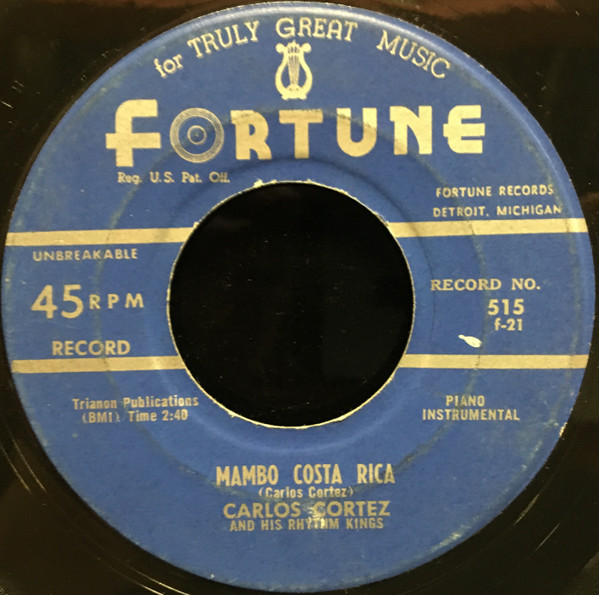 for TRULY GREAT MUSIC
FORTUNE
Reg. U.S. Pat. Off.
FORTUNE RECORDS
DETROIT, MICHIGAN
UNBREAKABLE
45 RPM
RECORD
RECORD NO.
515
f-21
Trianon Publications
(BMI) Time 2:40
PIANO
INSTRUMENTAL
MAMBO COSTA RICA
(Carlos Cortez)
CARLOS CORTEZ
AND HIS RHYTHM KINGS